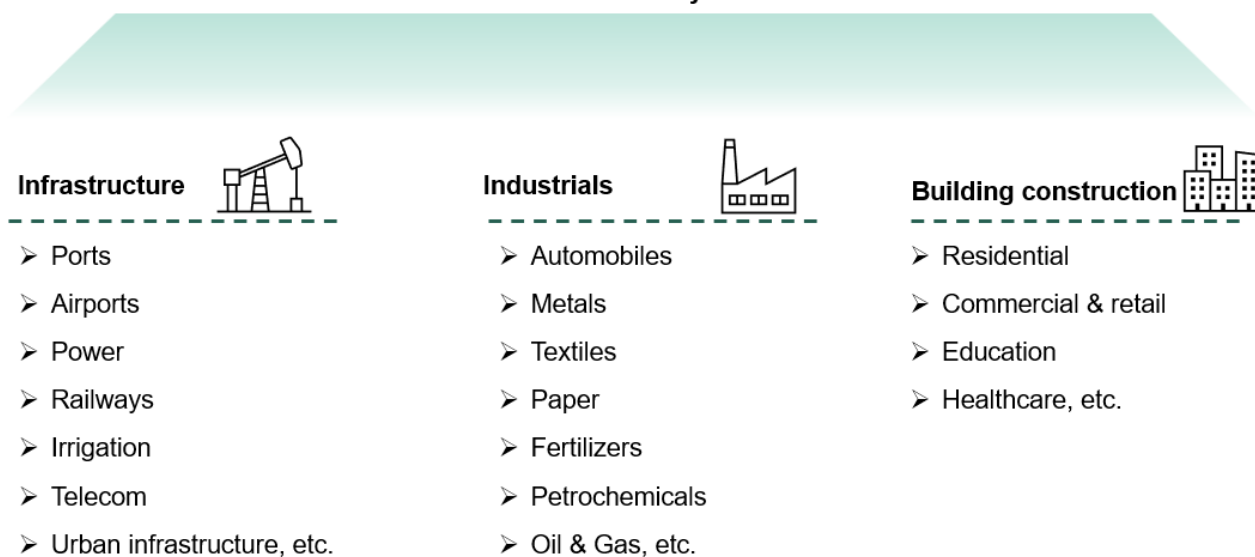 Infrastructure
➢ Ports
➢ Airports
➢ Power
➢ Railways
➢ Irrigation
➢ Telecom
➢ Urban infrastructure, etc.
Industrials
➢ Automobiles
➢ Metals
➢ Textiles
➢ Paper
➢ Fertilizers
➢ Petrochemicals
➢ Oil & Gas, etc.
Building construction
➢ Residential
➢ Commercial & retail
➢ Education
➢ Healthcare, etc.